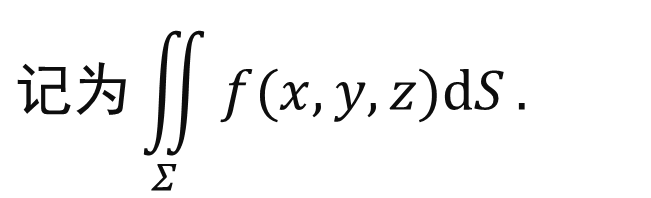 记为 ∬_Σ f(x, y, z)dS .